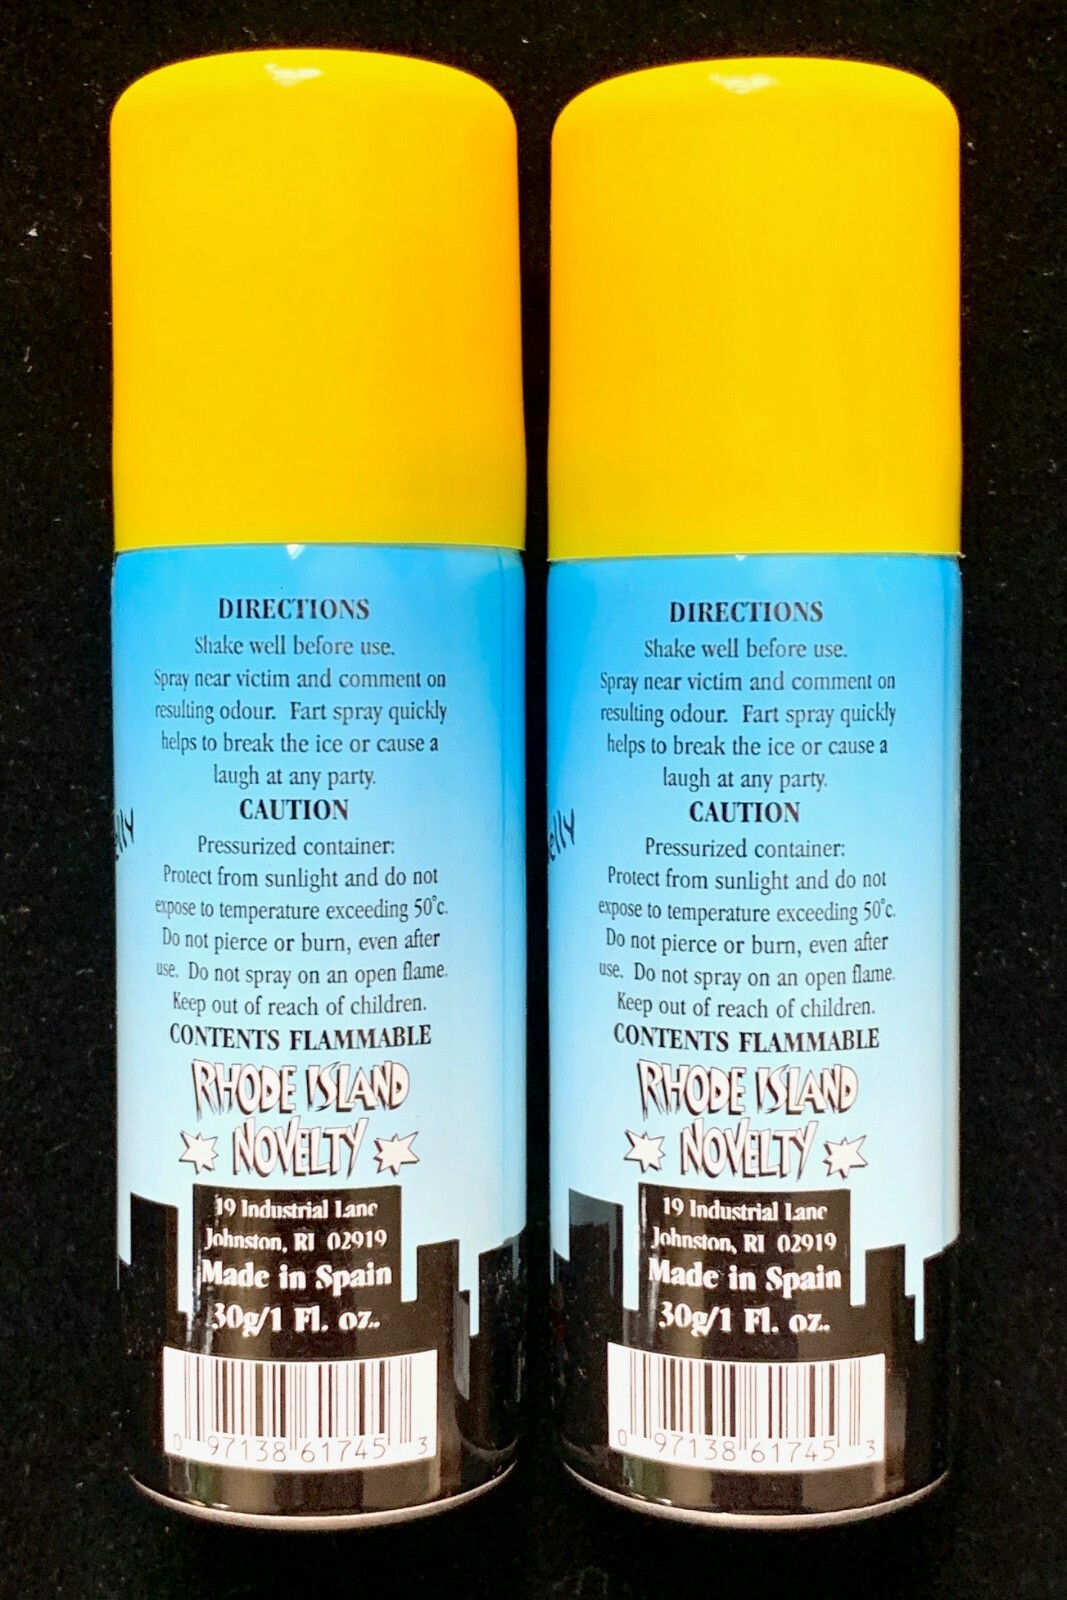 DIRECTIONS
Shake well before use.
Spray near victim and comment on
resulting odour. Fart spray quickly
helps to break the ice or cause a
laugh at any party.
CAUTION
Pressurized container:
Protect from sunlight and do not
expose to temperature exceeding 50°c.
Do not pierce or burn, even after
use. Do not spray on an open flame.
Keep out of reach of children.
CONTENTS FLAMMABLE
RHODE ISLAND
NOVELTY
19 Industrial Lane
Johnston, RI 02919
Made in Spain
30g/1 Fl. oz..
0 97138 61745 3
DIRECTIONS
Shake well before use.
Spray near victim and comment on
resulting odour. Fart spray quickly
helps to break the ice or cause a
laugh at any party.
CAUTION
Pressurized container:
Protect from sunlight and do not
expose to temperature exceeding 50°c.
Do not pierce or burn, even after
use. Do not spray on an open flame.
Keep out of reach of children.
CONTENTS FLAMMABLE
RHODE ISLAND
NOVELTY
19 Industrial Lane
Johnston, RI 02919
Made in Spain
30g/1 Fl. oz..
0 97138 61745 3